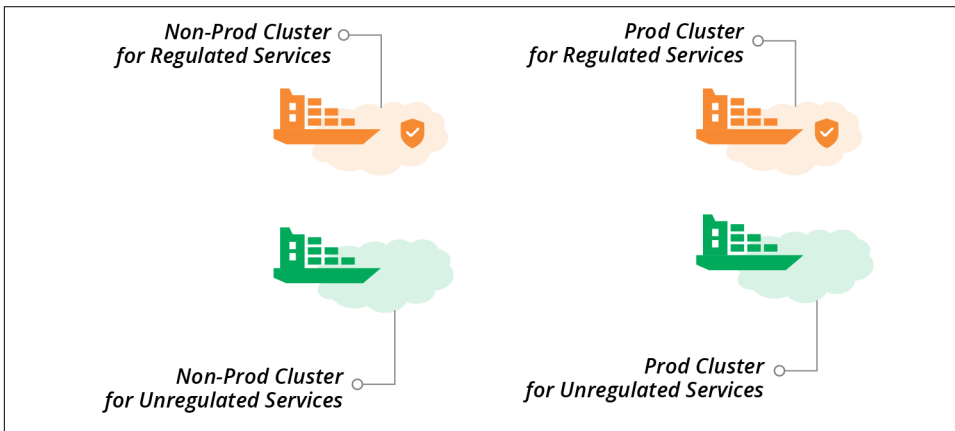 Non-Prod Cluster
for Regulated Services
Prod Cluster
for Regulated Services
Non-Prod Cluster
for Unregulated Services
Prod Cluster
for Unregulated Services